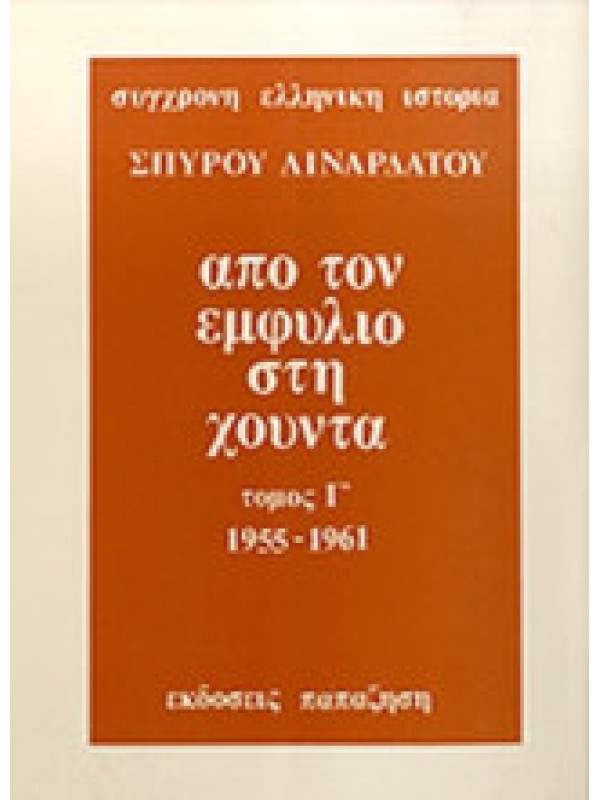 συγχρονη ελληνικη ιστορια
ΣΠΥΡΟΥ ΛΙΝΑΡΔΑΤΟΥ
απο τον
εμφυλιο
στη
χουντα
τομος Γ'
1955-1961
εκδοσεις παπαζηση